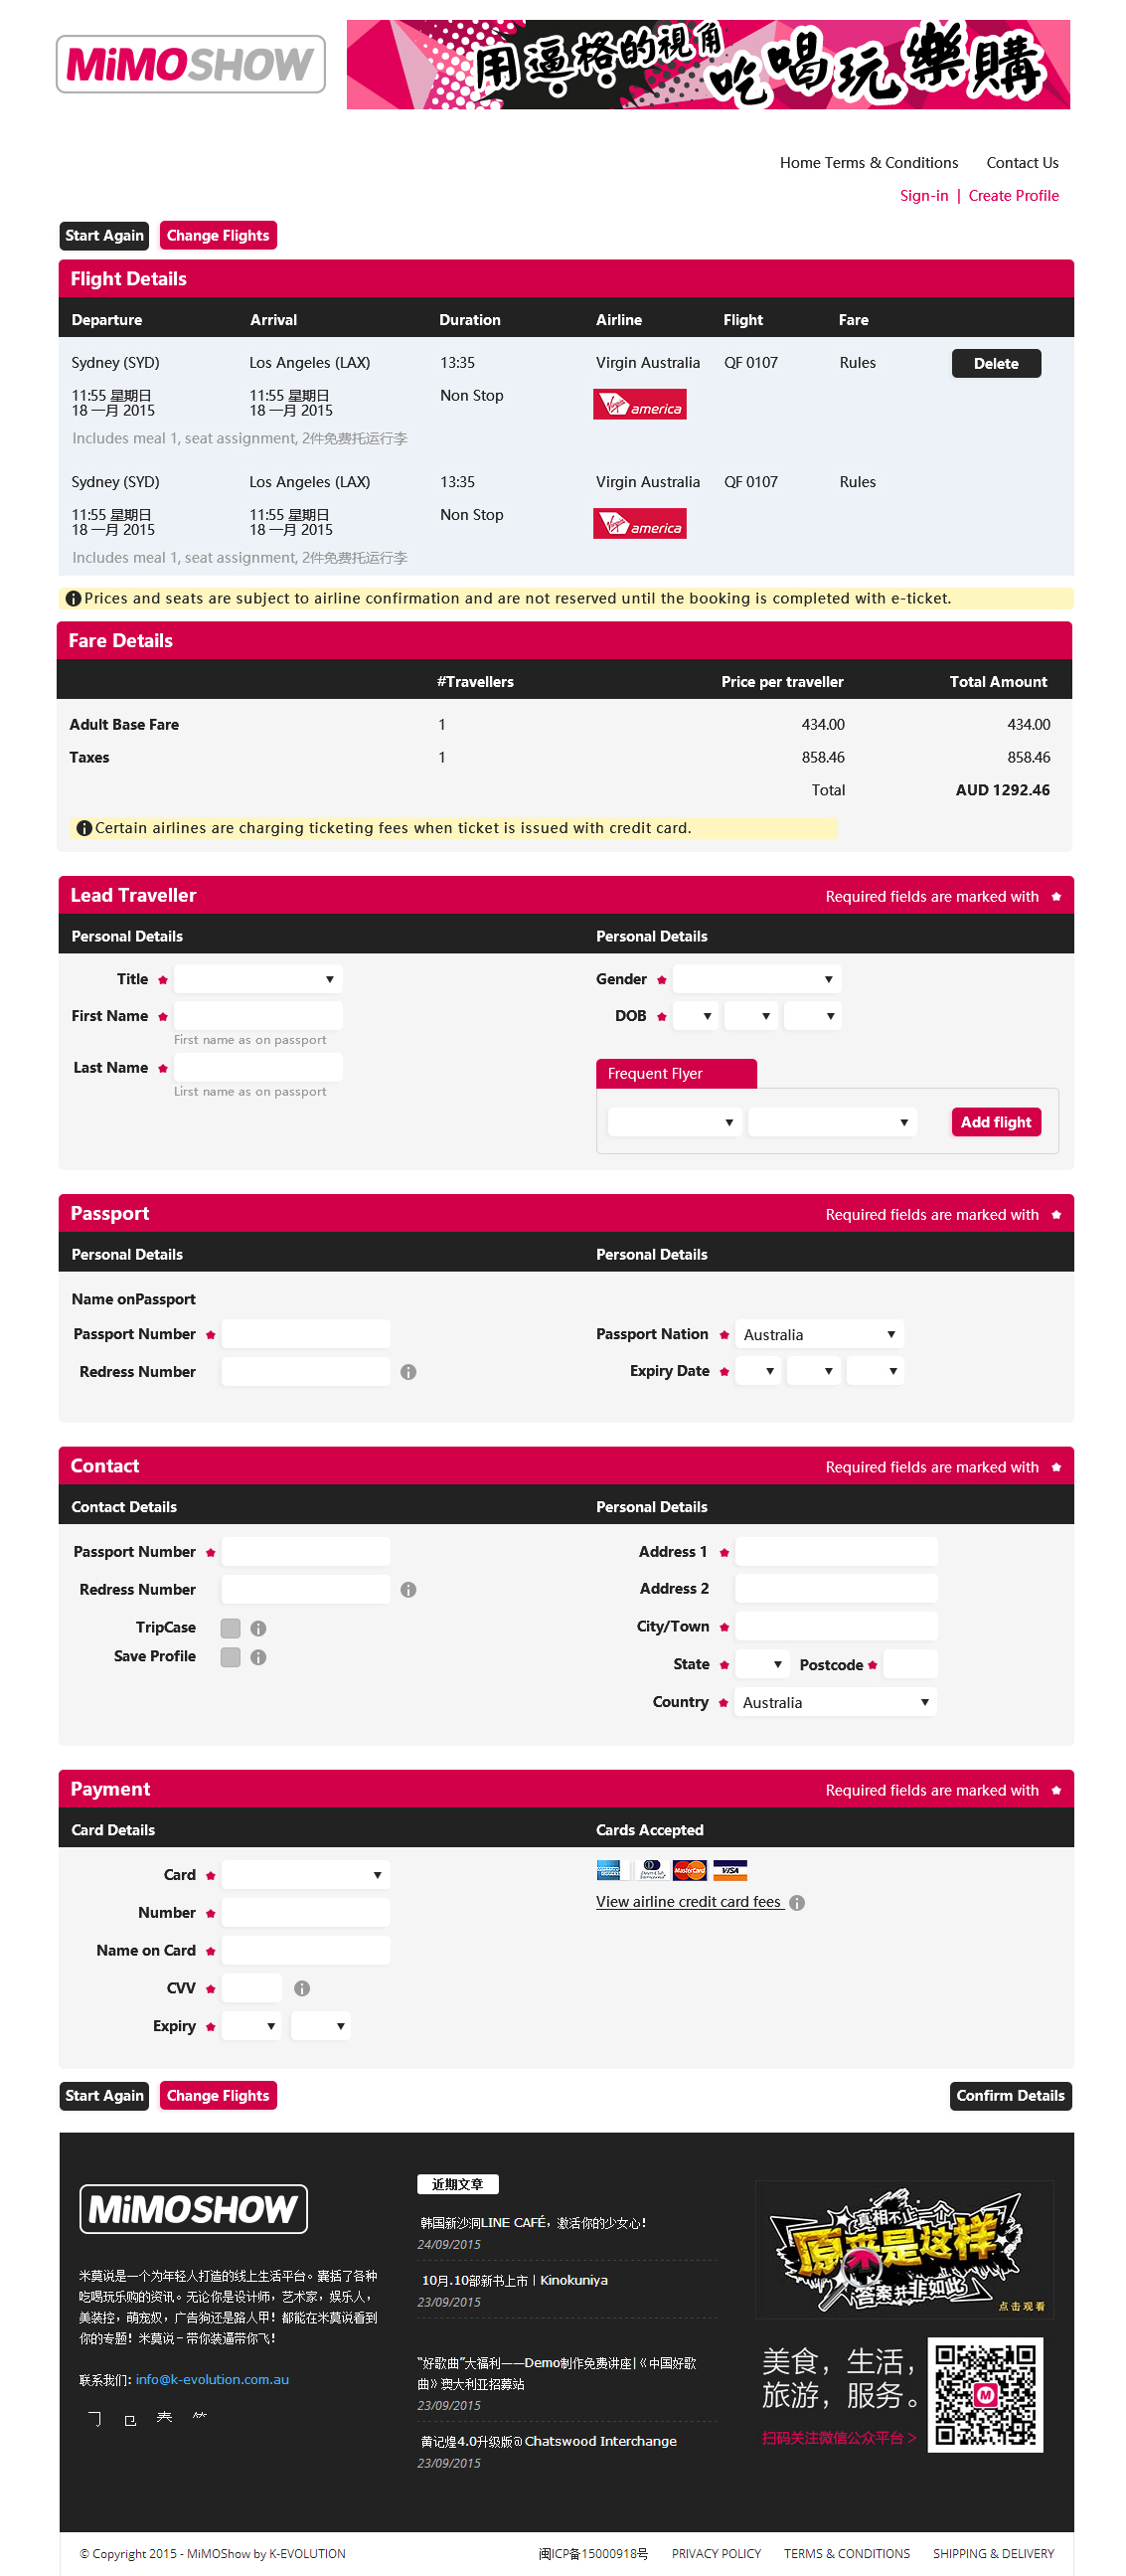 MiMOSHOW
用逼格的視角
吃喝玩樂購
Home Terms & Conditions Contact Us
Sign-in | Create Profile
Start Again Change Flights
Flight Details
Departure Arrival Duration Airline Flight Fare
Sydney (SYD) Los Angeles (LAX) 13:35 Virgin Australia QF 0107 Rules Delete
11:55 星期日 11:55 星期日 Non Stop america
18 一月 2015 18 一月 2015
Includes meal 1, seat assignment, 2件免费托运行李
Sydney (SYD) Los Angeles (LAX) 13:35 Virgin Australia QF 0107 Rules
11:55 星期日 11:55 星期日 Non Stop america
18 一月 2015 18 一月 2015
Includes meal 1, seat assignment, 2件免费托运行李
Prices and seats are subject to airline confirmation and are not reserved until the booking is completed with e-ticket.
Fare Details
#Travellers Price per traveller Total Amount
Adult Base Fare 1 434.00 434.00
Taxes 1 858.46 858.46
Total AUD 1292.46
Certain airlines are charging ticketing fees when ticket is issued with credit card.
Lead Traveller Required fields are marked with
Personal Details Personal Details
Title Gender
First Name DOB
First name as on passport
Last Name
Lirst name as on passport
Frequent Flyer
Add flight
Passport Required fields are marked with
Personal Details Personal Details
Name onPassport
Passport Number Passport Nation Australia
Redress Number Expiry Date
Contact Required fields are marked with
Contact Details Personal Details
Passport Number Address 1
Redress Number Address 2
TripCase City/Town
Save Profile State Postcode
Country Australia
Payment Required fields are marked with
Card Details Cards Accepted
Card MasterCard VISA
Number View airline credit card fees
Name on Card
CVV
Expiry
Start Again Change Flights Confirm Details
MiMOSHOW
米莫说是一个为年轻人打造的线上生活平台。囊括了各种
吃喝玩乐购的资讯。无论你是设计师，艺术家，娱乐人，
美装控，萌宠奴，广告狗还是路人甲！都能在米莫说看到
你的专题！米莫说－带你装逼带你飞！
联系我们: info@k-evolution.com.au
近期文章
韩国新沙洞LINE CAFÉ，激活你的少女心！
24/09/2015
10月.10部新书上市 | Kinokuniya
23/09/2015
“好歌曲”大福利——Demo制作免费讲座|《中国好歌
曲》澳大利亚招募站
23/09/2015
黄记煌4.0升级版@ Chatswood Interchange
23/09/2015
真相不止一个
原来是这样
答案并非如此
点击观看
美食，生活，
旅游，服务。
扫码关注微信公众平台 >
© Copyright 2015 - MiMOShow by K-EVOLUTION 闽ICP备15000918号 PRIVACY POLICY TERMS & CONDITIONS SHIPPING & DELIVERY